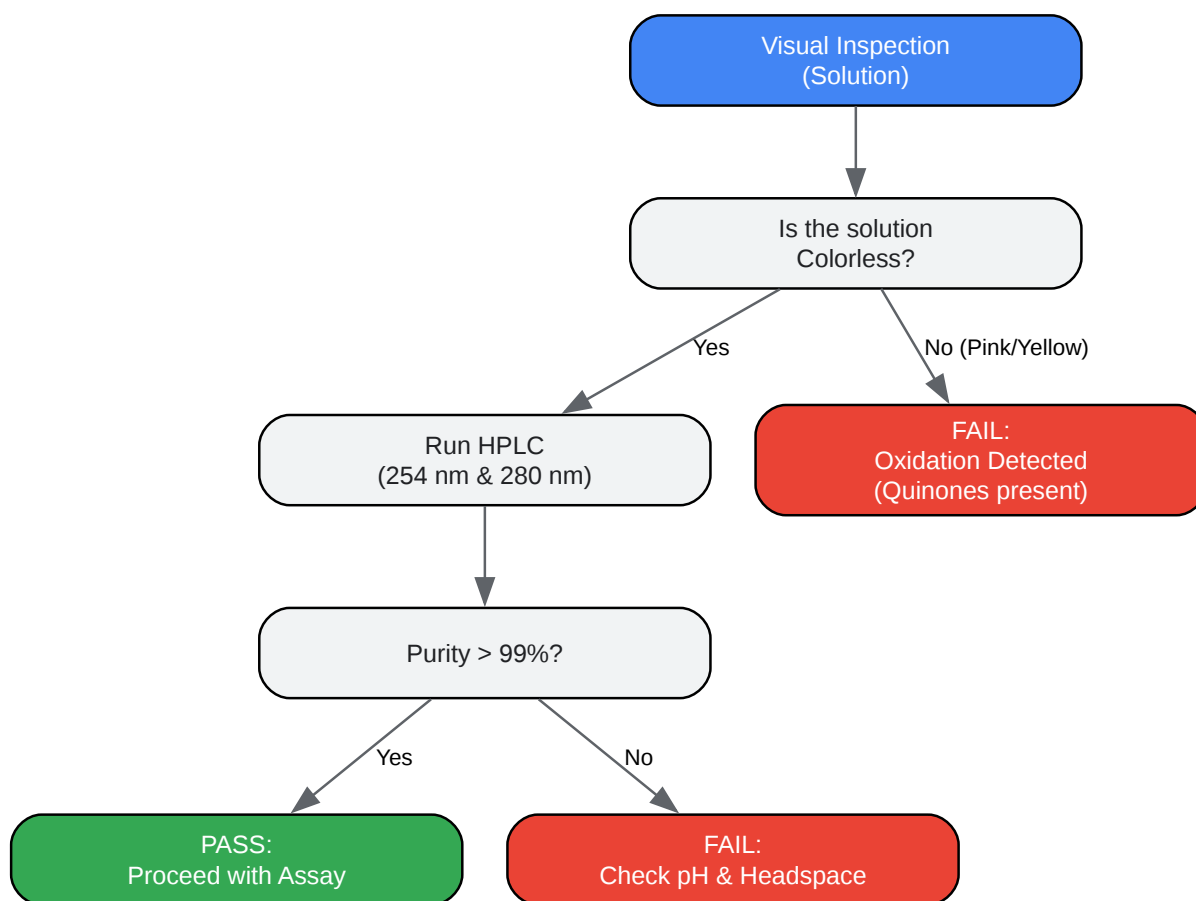 Visual Inspection
(Solution)
Is the solution
Colorless?
Yes
No (Pink/Yellow)
Run HPLC
(254 nm & 280 nm)
FAIL:
Oxidation Detected
(Quinones present)
Purity > 99%?
Yes
No
PASS:
Proceed with Assay
FAIL:
Check pH & Headspace